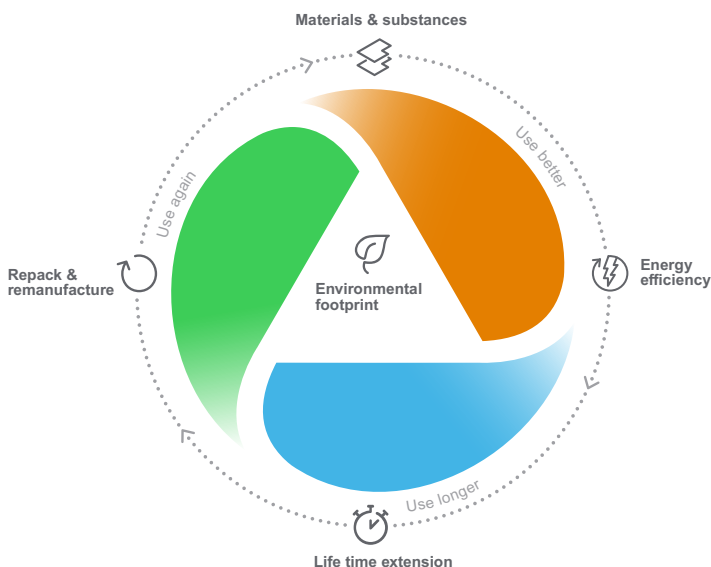 Materials & substances
Use better
Use again
Energy
efficiency
Repack &
remanufacture
Environmental
footprint
Use longer
Life time extension